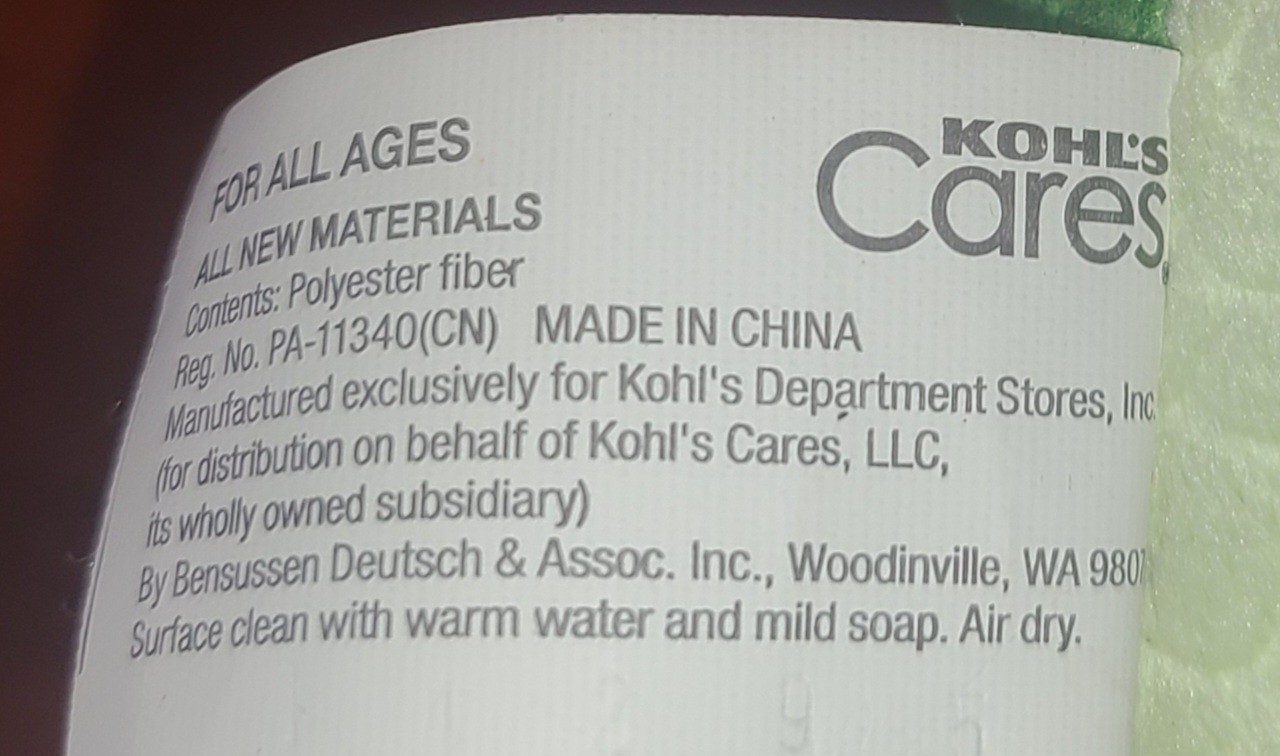 KOHL'S
Cares
FOR ALL AGES
ALL NEW MATERIALS
Contents: Polyester fiber
Reg. No. PA-11340(CN) MADE IN CHINA
Manufactured exclusively for Kohl's Department Stores, Inc.
(for distribution on behalf of Kohl's Cares, LLC,
its wholly owned subsidiary)
By Bensussen Deutsch & Assoc. Inc., Woodinville, WA
Surface clean with warm water and mild soap. Air dry.